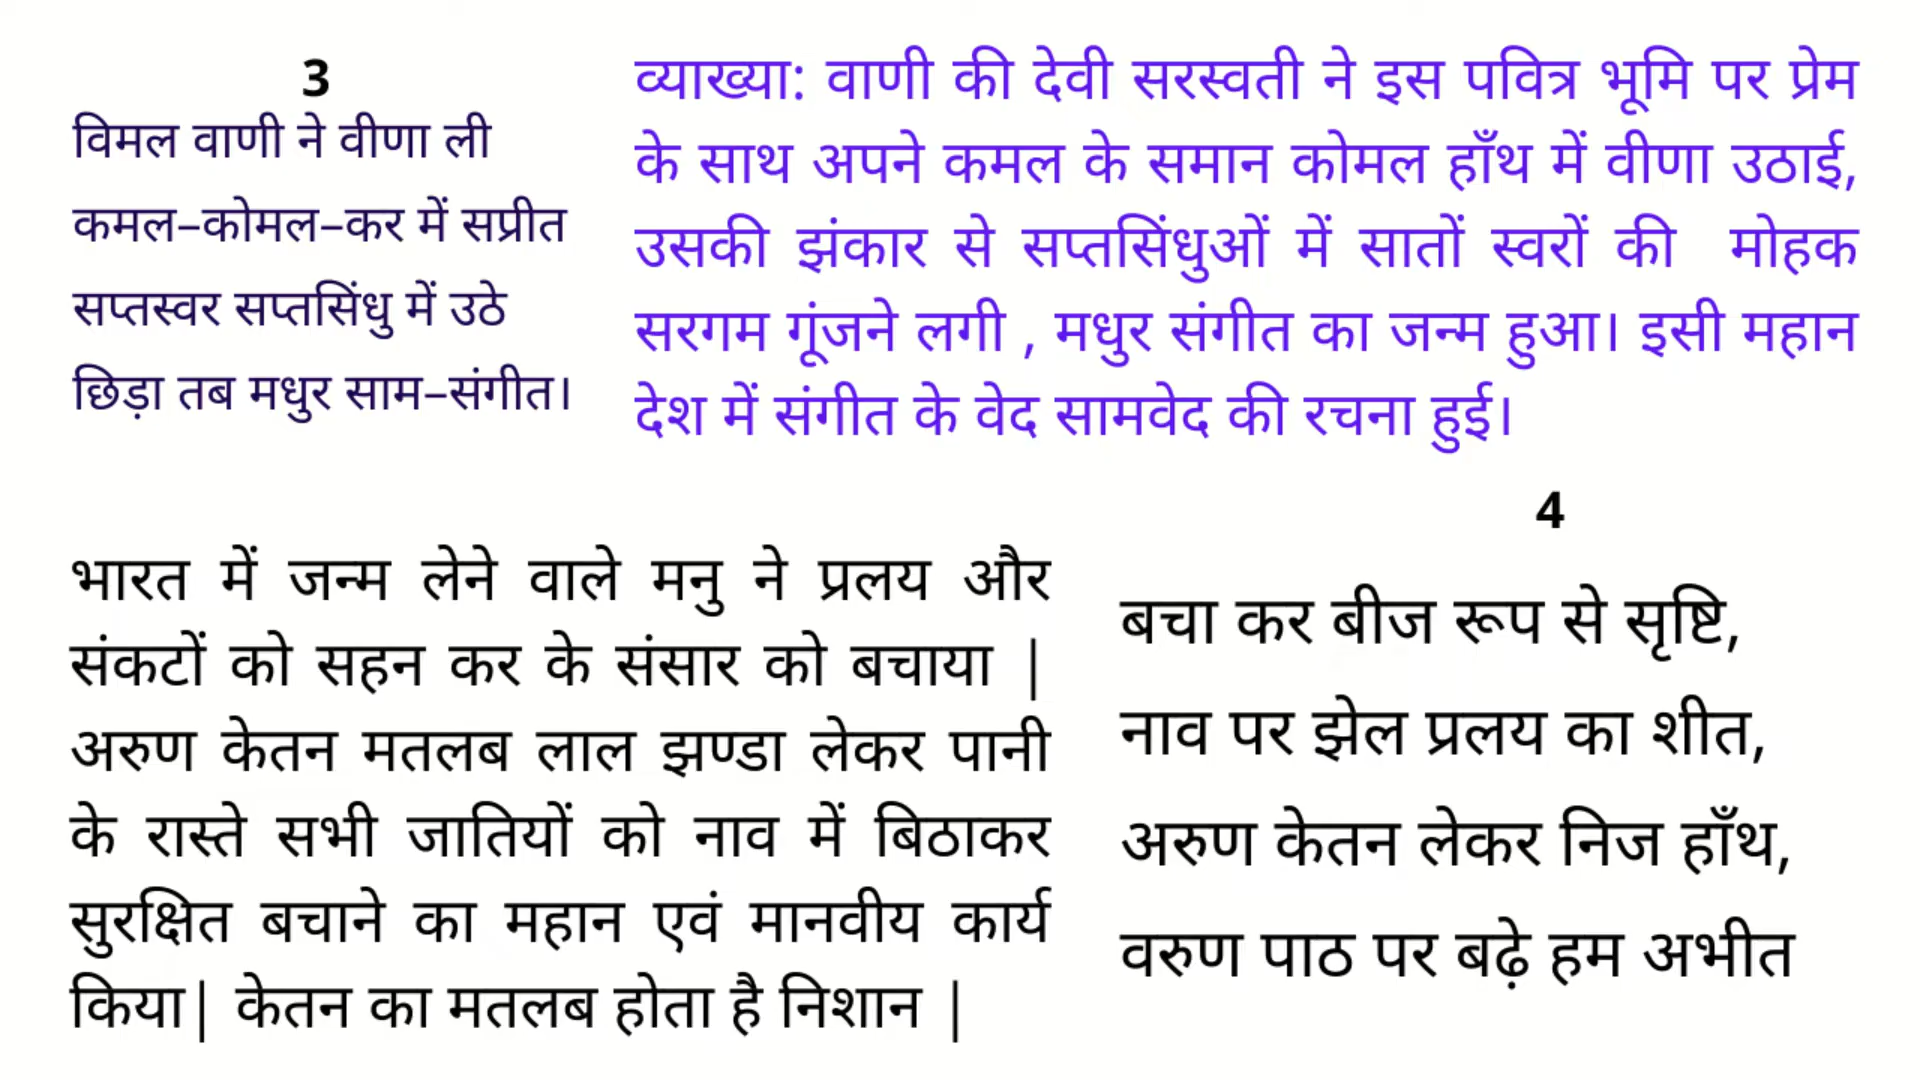 3
विमल वाणी ने वीणा ली
कमल–कोमल–कर में सप्रीत
सप्तस्वर सप्तसिंधु में उठे
छिड़ा तब मधुर साम–संगीत।
व्याख्या: वाणी की देवी सरस्वती ने इस पवित्र भूमि पर प्रेम
के साथ अपने कमल के समान कोमल हाँथ में वीणा उठाई,
उसकी झंकार से सप्तसिंधुओं में सातों स्वरों की मोहक
सरगम गूंजने लगी , मधुर संगीत का जन्म हुआ। इसी महान
देश में संगीत के वेद सामवेद की रचना हुई।
भारत में जन्म लेने वाले मनु ने प्रलय और
संकटों को सहन कर के संसार को बचाया |
अरुण केतन मतलब लाल झण्डा लेकर पानी
के रास्ते सभी जातियों को नाव में बिठाकर
सुरक्षित बचाने का महान एवं मानवीय कार्य
किया| केतन का मतलब होता है निशान |
4
बचा कर बीज रूप से सृष्टि,
नाव पर झेल प्रलय का शीत,
अरुण केतन लेकर निज हाँथ,
वरुण पाठ पर बढ़े हम अभीत